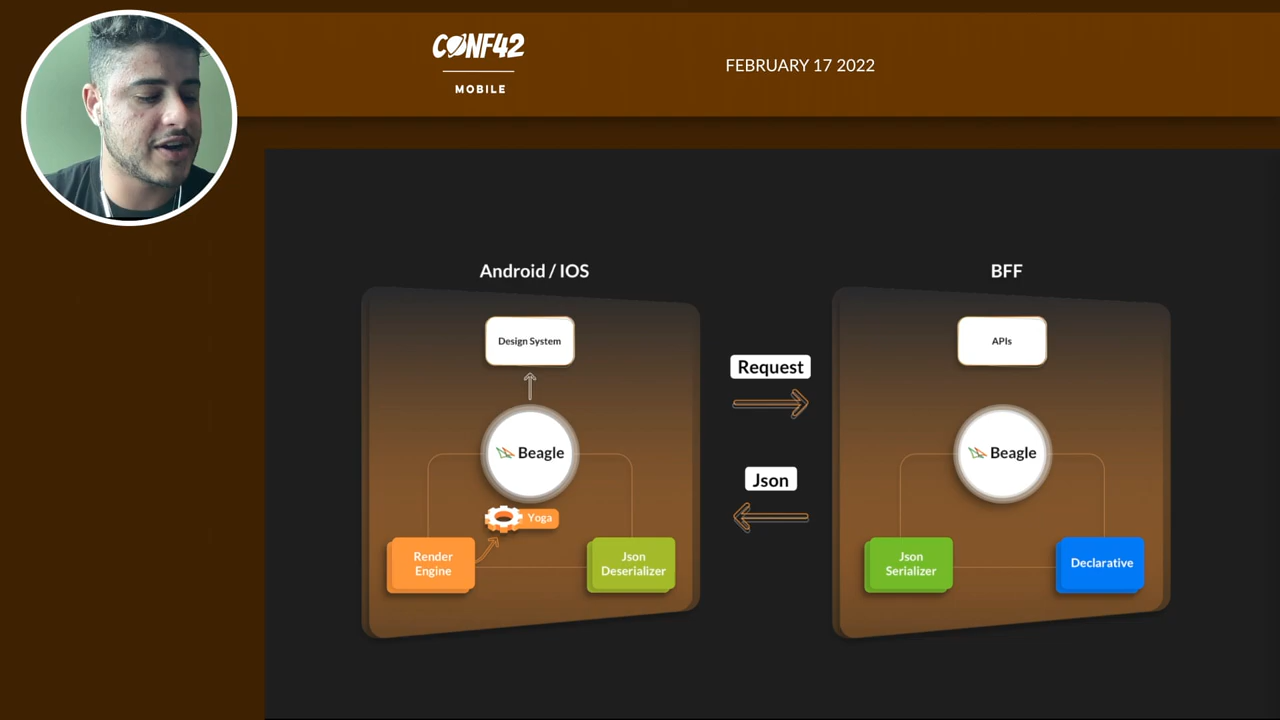 CONF42
MOBILE
FEBRUARY 17 2022
Android / IOS
BFF
Design System
APIs
Request
Beagle
Beagle
Json
Yoga
Render
Engine
Json
Deserializer
Json
Serializer
Declarative